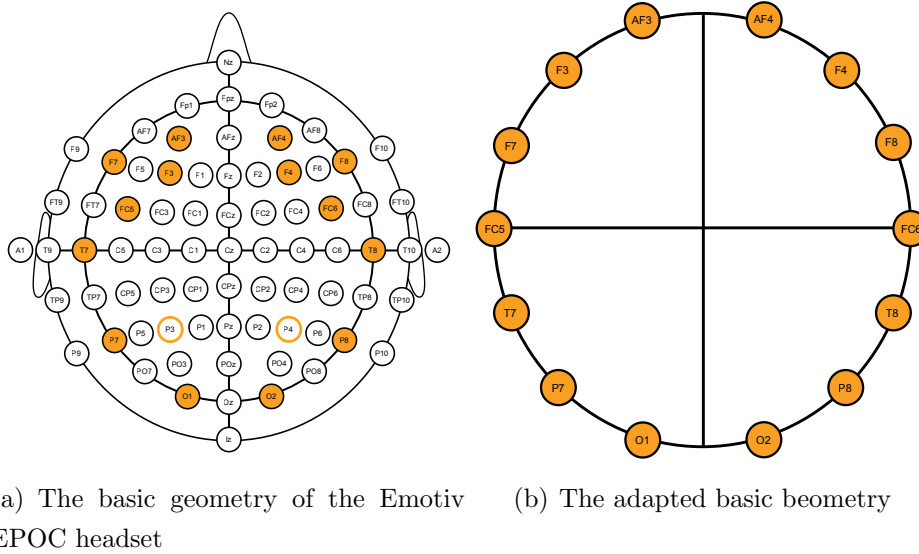 Nz
Fp1 Fpz Fp2
AF7 AF3 AFz AF4 AF8
F9 F7 F5 F3 F1 Fz F2 F4 F6 F8 F10
FT9 FT7 FC5 FC3 FC1 FCz FC2 FC4 FC6 FC8 FT10
A1 T9 T7 C5 C3 C1 Cz C2 C4 C6 T8 T10 A2
TP9 TP7 CP5 CP3 CP1 CPz CP2 CP4 CP6 TP8 TP10
P9 P7 P5 P3 P1 Pz P2 P4 P6 P8 P10
PO7 PO3 POz PO4 PO8
O1 Oz O2
Iz
a) The basic geometry of the Emotiv
EPOC headset
AF3 AF4
F3 F4
F7 F8
FC5 FC6
T7 T8
P7 P8
O1 O2
(b) The adapted basic beometry